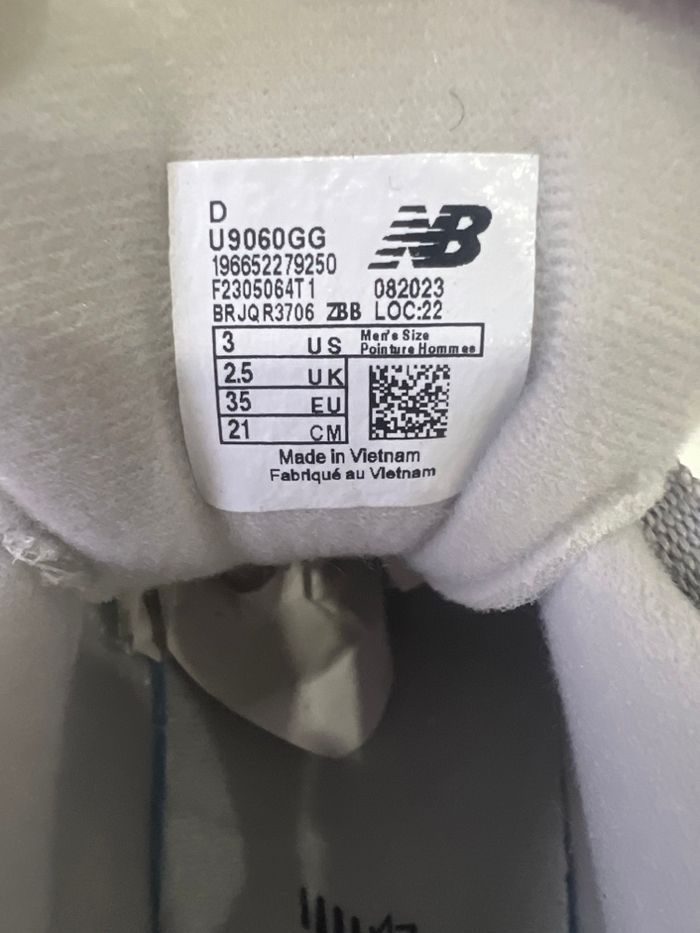 D
U9060GG
NB
196652279250
F2305064T1 082023
BRJQR3706 ZBB LOC:22
3 US Men's Size
Pointure Hommes
2.5 UK
35 EU
21 CM
Made in Vietnam
Fabriqué au Vietnam